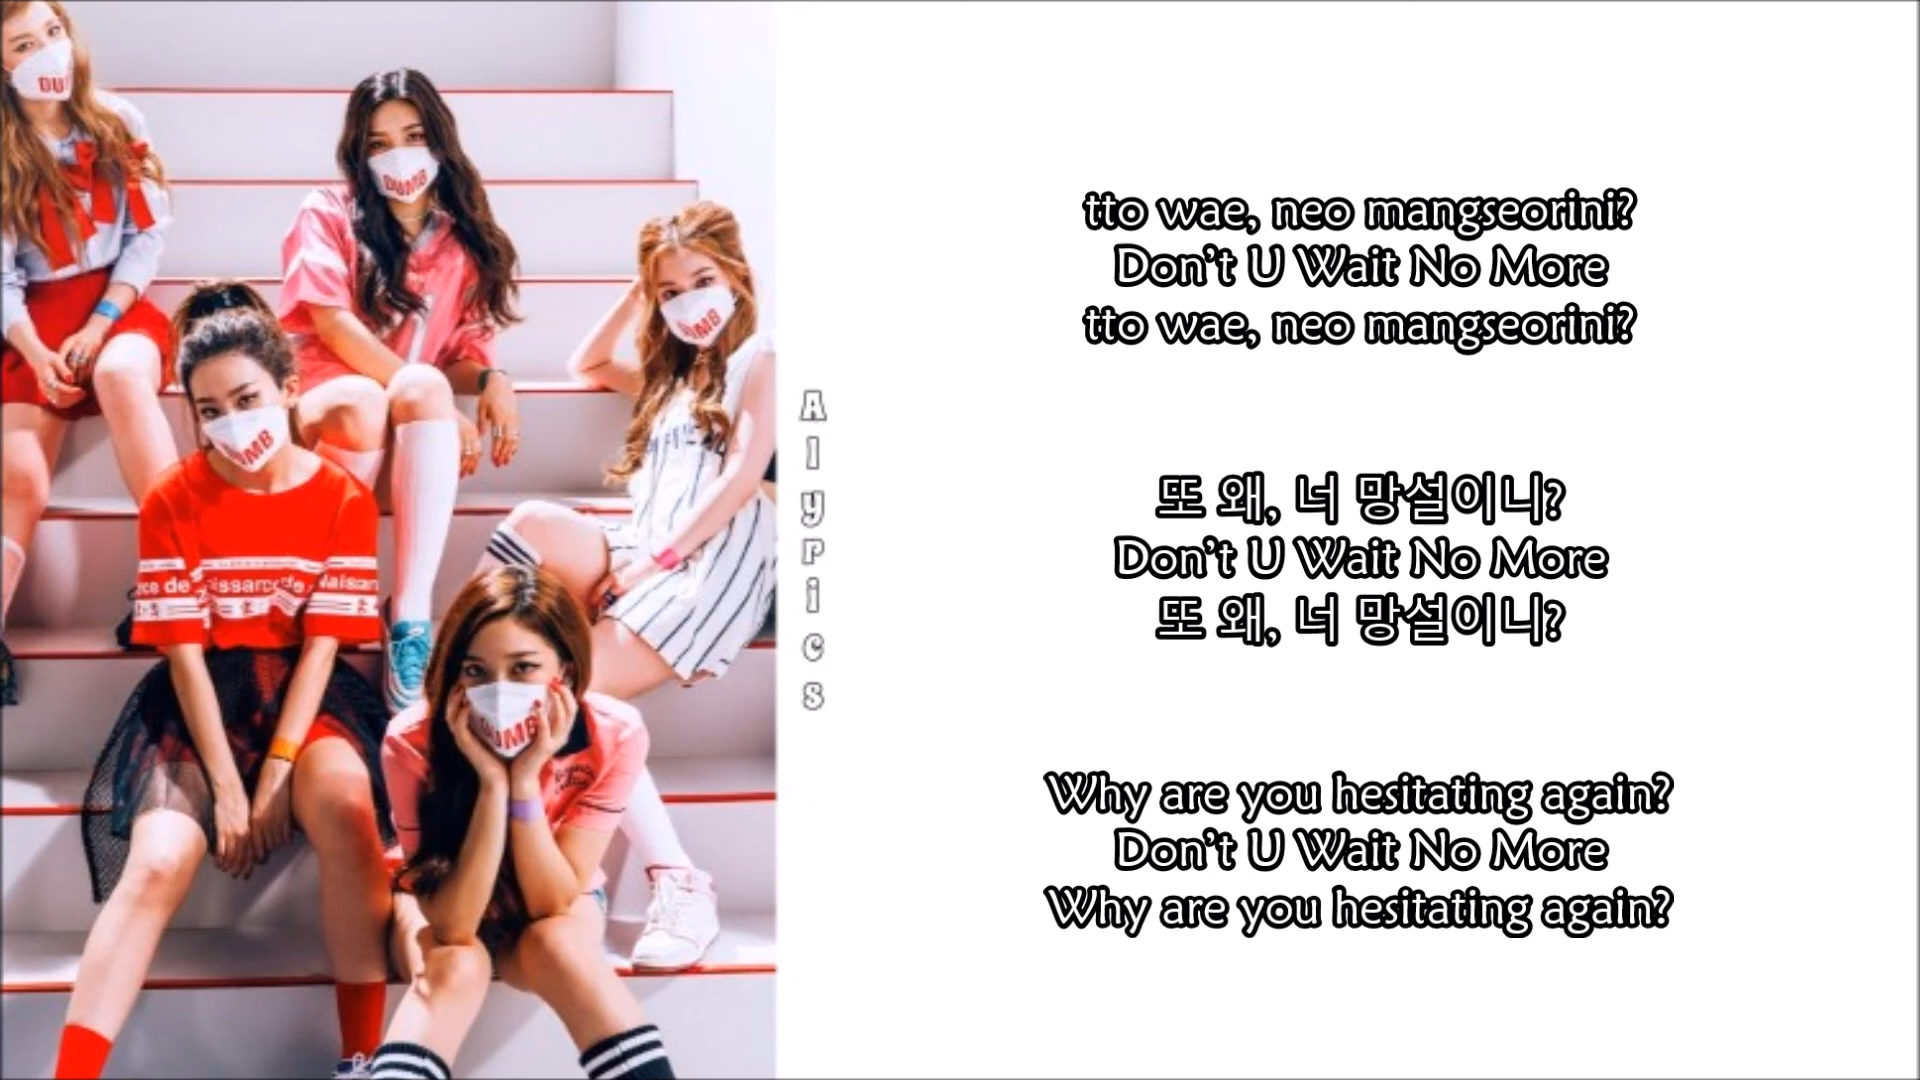 DUMB
DUMB
tto wae, neo mangseorini?
Don't U Wait No More
tto wae, neo mangseorini?
Alyrics
또 왜, 너 망설이니?
Don't U Wait No More
또 왜, 너 망설이니?
Why are you hesitating again?
Don't U Wait No More
Why are you hesitating again?